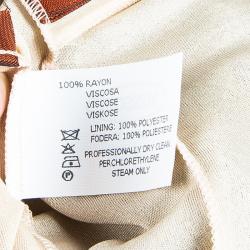 100% RAYON
VISCOSA
VISCOSE
VISKOSE
LINING: 100% POLYESTER
FODERA: 100% POLIESTERE
PROFESSIONALLY DRY CLEAN
PERCHLORETHYLENE
STEAM ONLY